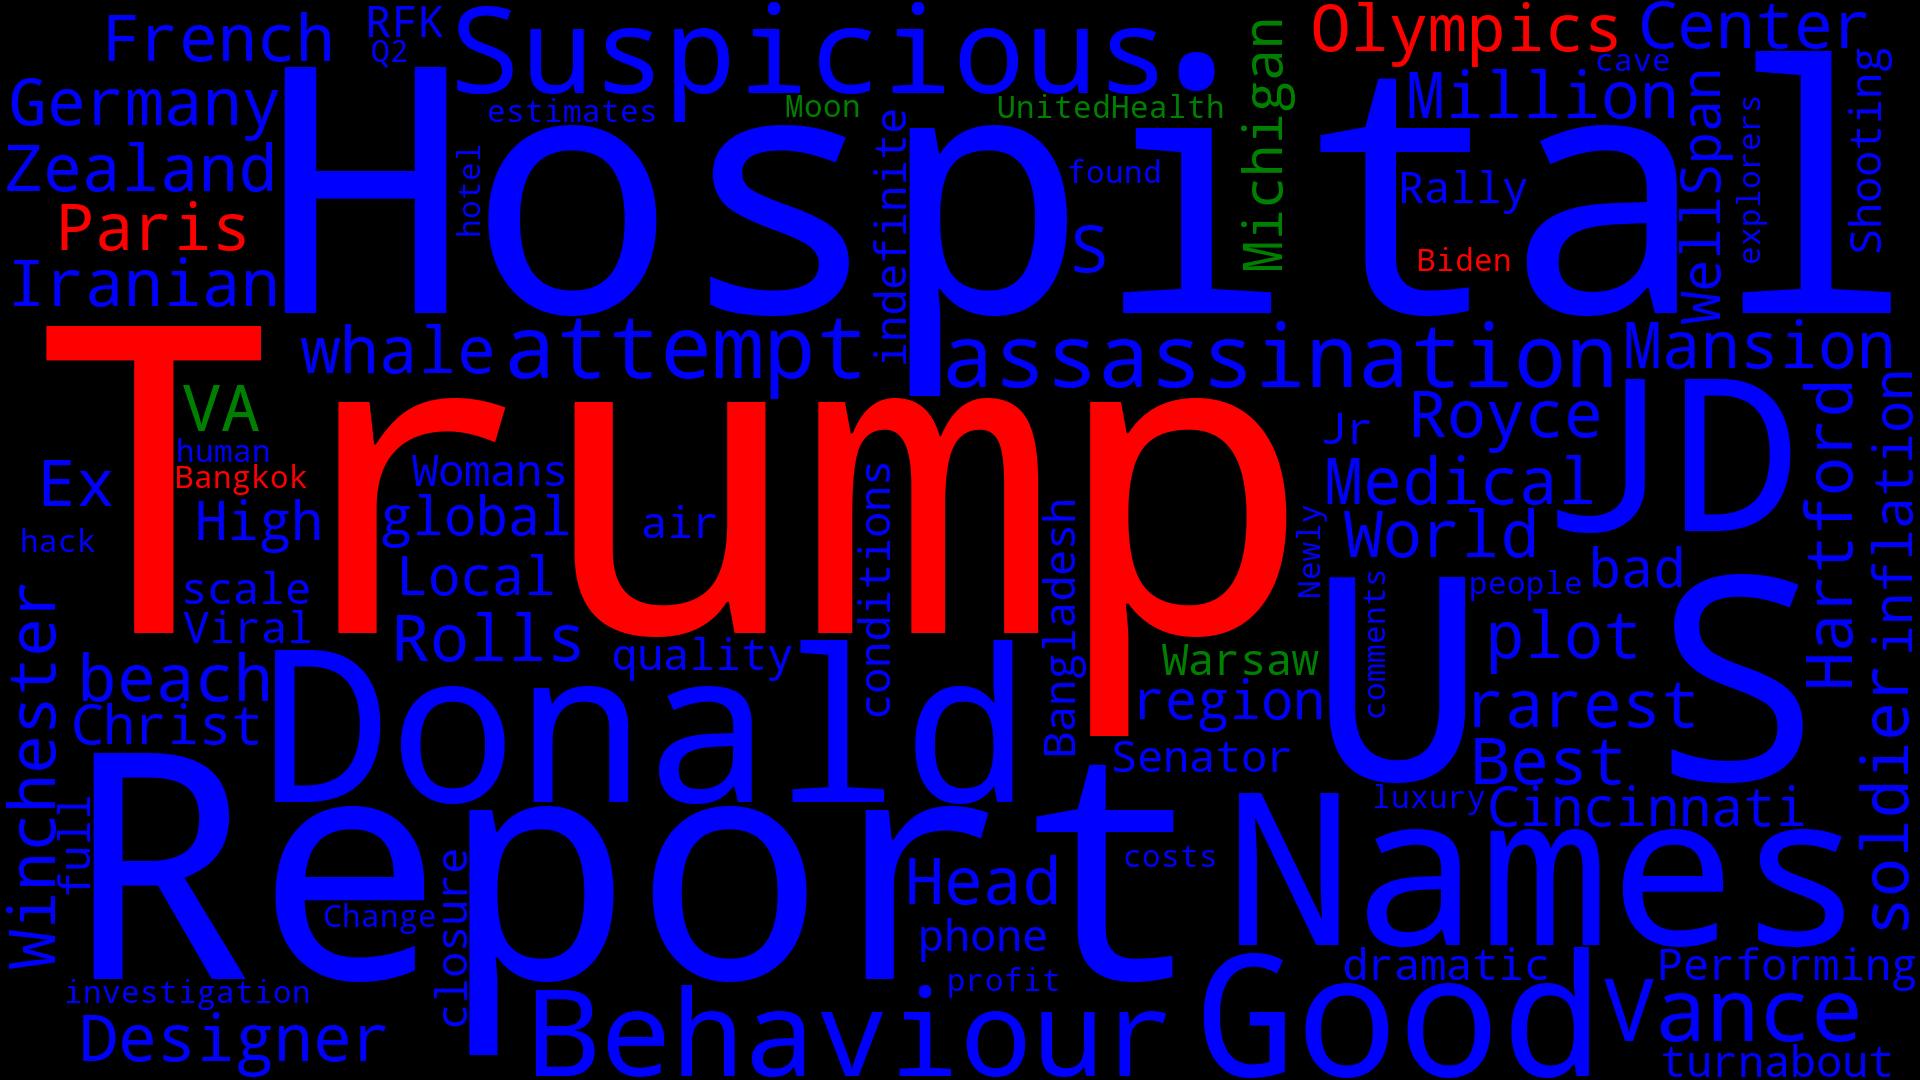 French
RFK
Q2
Suspicious
Michigan
Olympics
Center
cave
Germany
Hospital
estimates
Moon
UnitedHealth
Million
WellSpan
explorers
Shooting
Zealand
hotel
indefinite
found
Rally
Paris
S
Biden
Iranian
Trump
whale
attempt
assassination
Mansion
VA
human
Bangkok
Ex
Womans
Jr
Royce
JD
Hartford
inflation
High
global
air
conditions
Bangladesh
Newly
Medical
World
hack
Local
comments
people
bad
scale
Viral
Rolls
quality
Warsaw
U
S
plot
Winchester
beach
Christ
Donald
region
rarest
soldier
Senator
Best
Report
full
luxury
Cincinnati
Names
Change
closure
Head
costs
phone
profit
investigation
Designer
Behaviour
Good
dramatic
Performing
Vance
turnabout